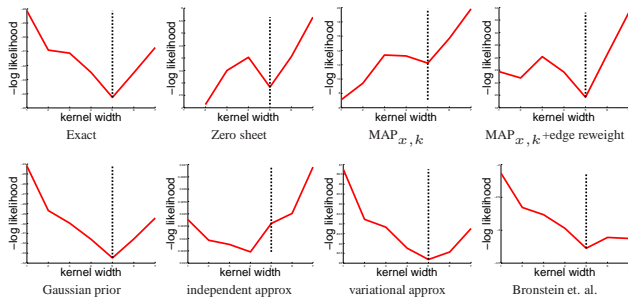 −log likelihood
kernel width
Exact
−log likelihood
kernel width
Zero sheet
−log likelihood
kernel width
MAPx,k
−log likelihood
kernel width
MAPx,k+edge reweight
−log likelihood
kernel width
Gaussian prior
−log likelihood
kernel width
independent approx
−log likelihood
kernel width
variational approx
−log likelihood
kernel width
Bronstein et. al.